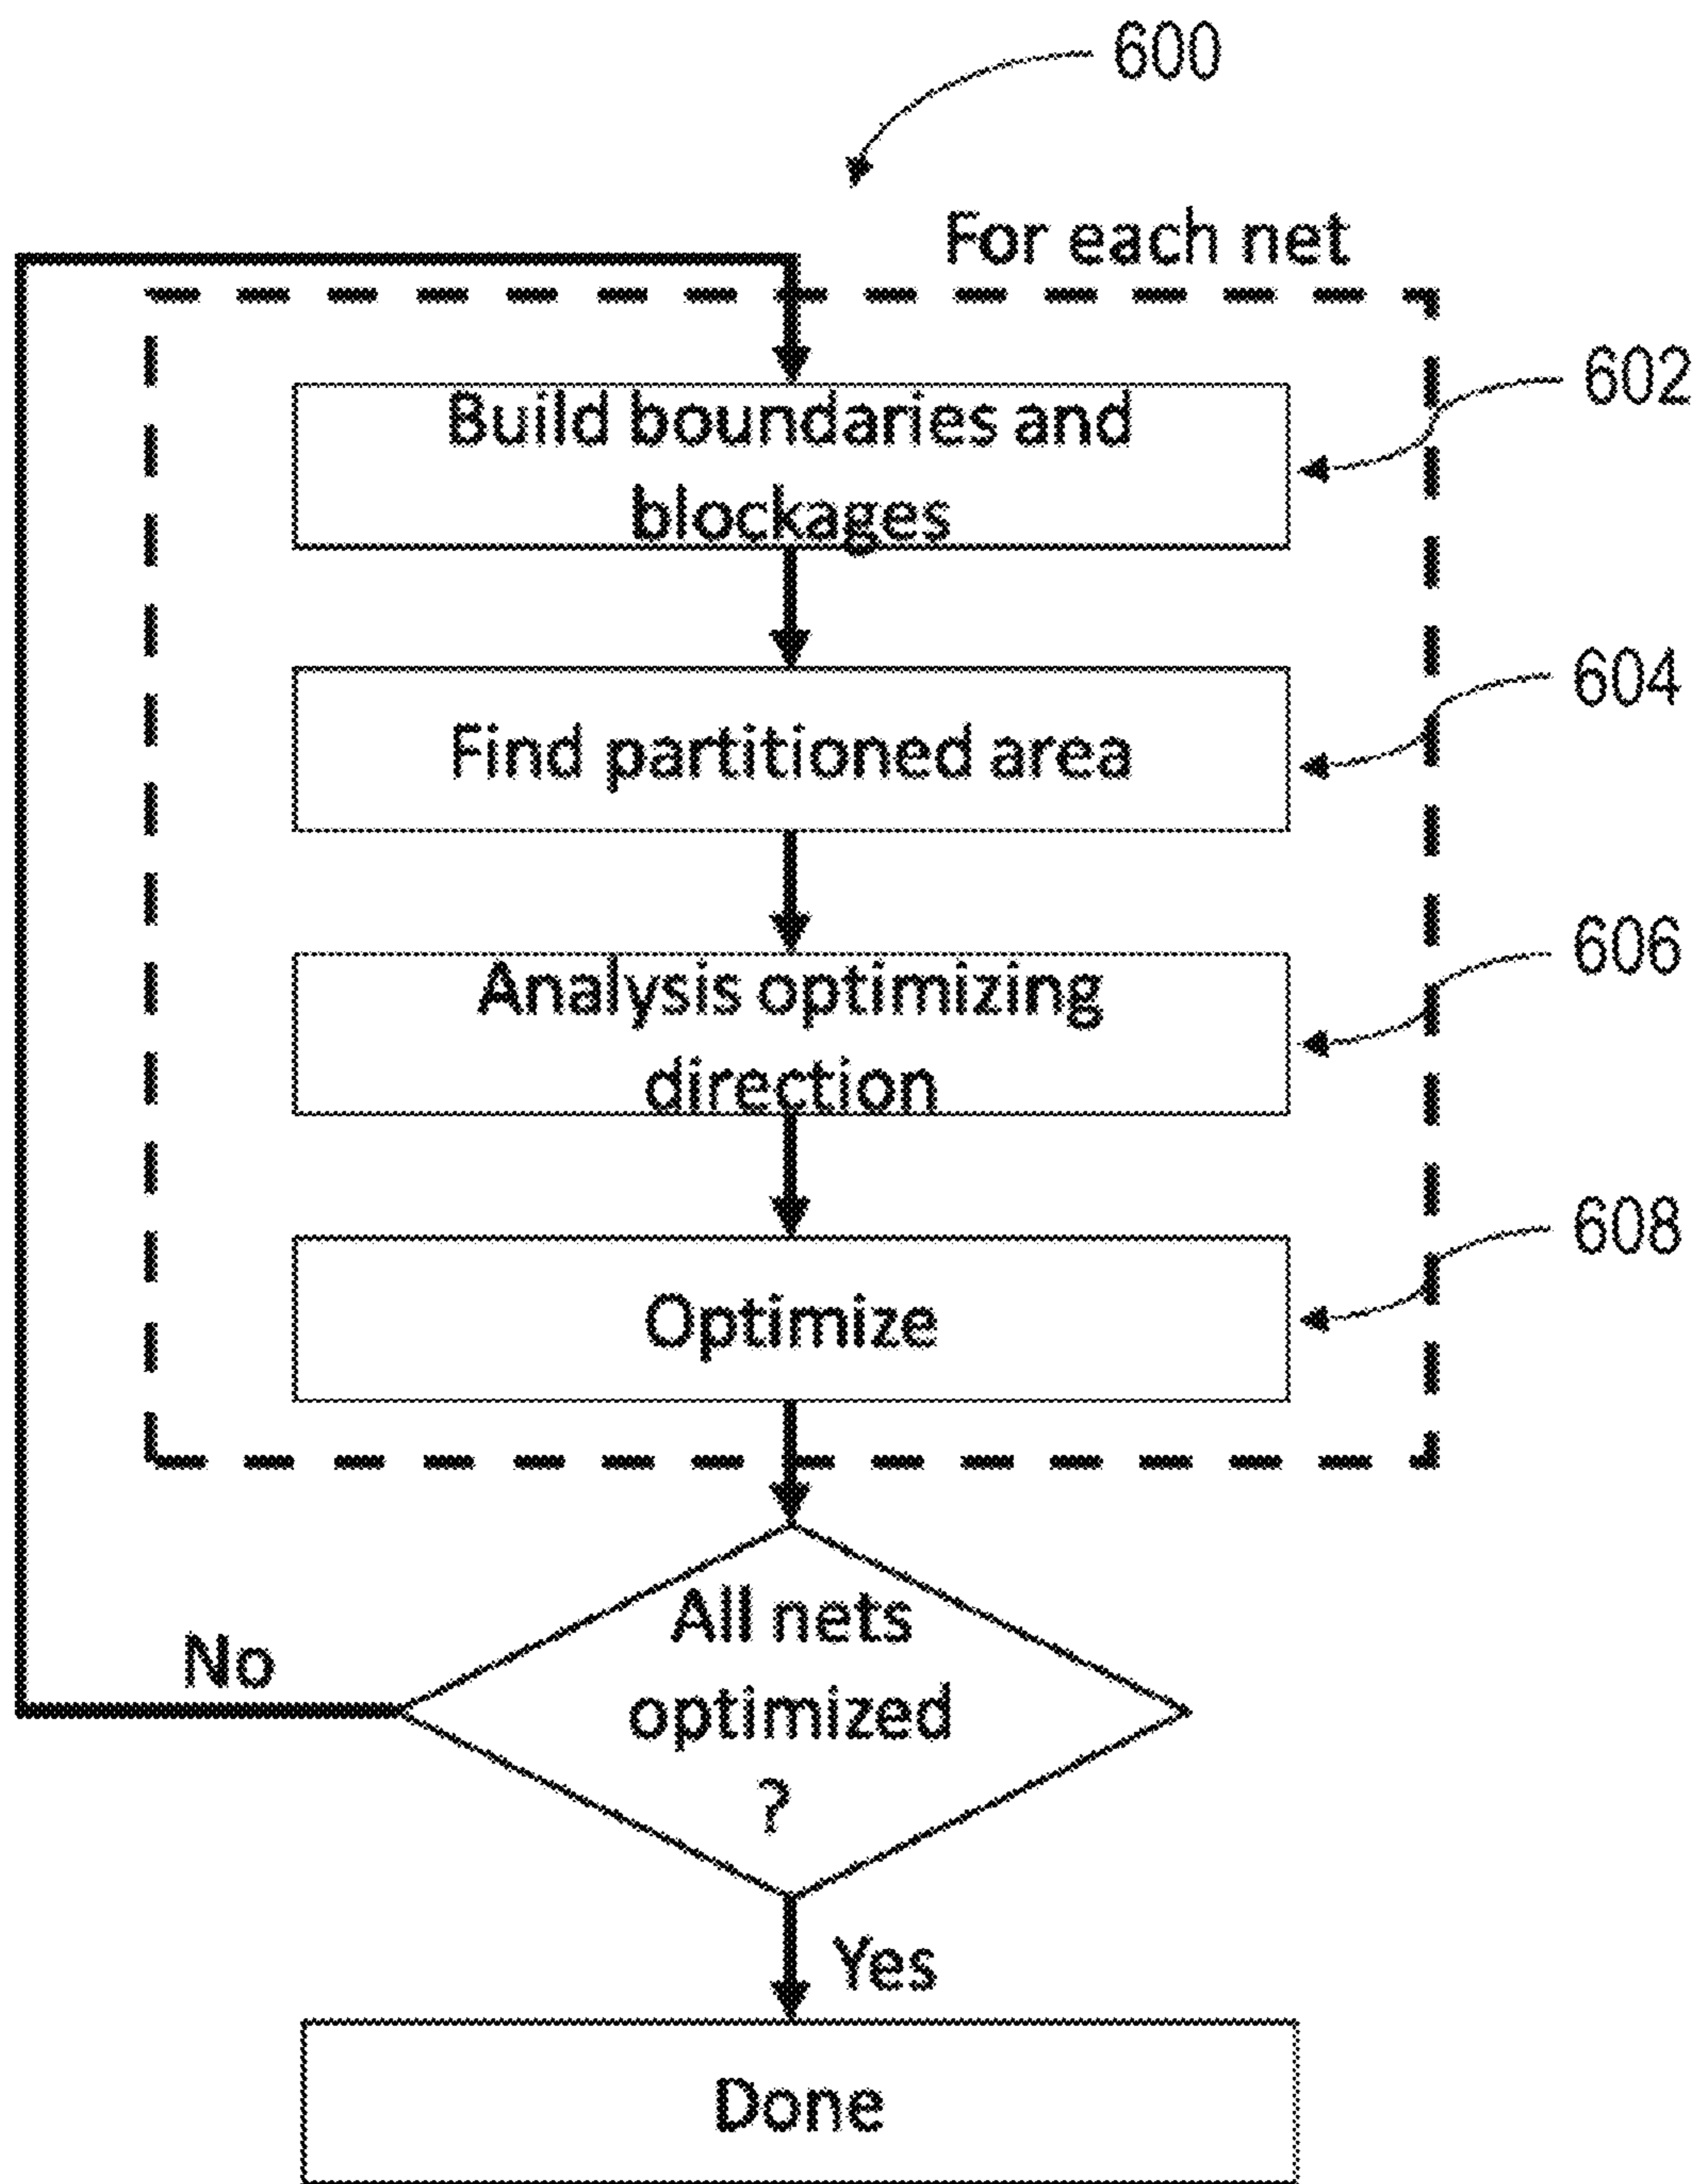 600
For each net
Build boundaries and
blockages
602
Find partitioned area
604
Analysis optimizing
direction
606
Optimize
608
All nets
optimized
?
No
Yes
Done